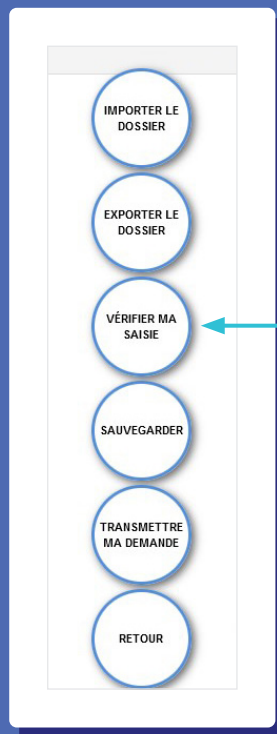 IMPORTER LE
DOSSIER
EXPORTER LE
DOSSIER
VÉRIFIER MA
SAISIE
SAUVEGARDER
TRANSMETTRE
MA DEMANDE
RETOUR